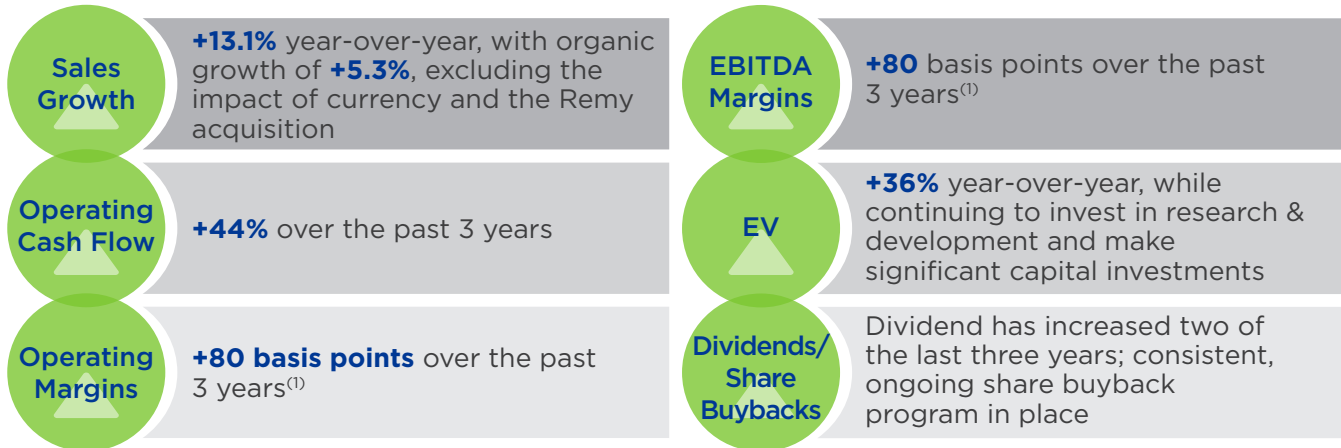 Sales
Growth
+13.1% year-over-year, with organic
growth of +5.3%, excluding the
impact of currency and the Remy
acquisition
Operating
Cash Flow
+44% over the past 3 years
Operating
Margins
+80 basis points over the past
3 years(1)
EBITDA
Margins
+80 basis points over the past
3 years(1)
EV
+36% year-over-year, while
continuing to invest in research &
development and make
significant capital investments
Dividends/
Share
Buybacks
Dividend has increased two of
the last three years; consistent,
ongoing share buyback
program in place